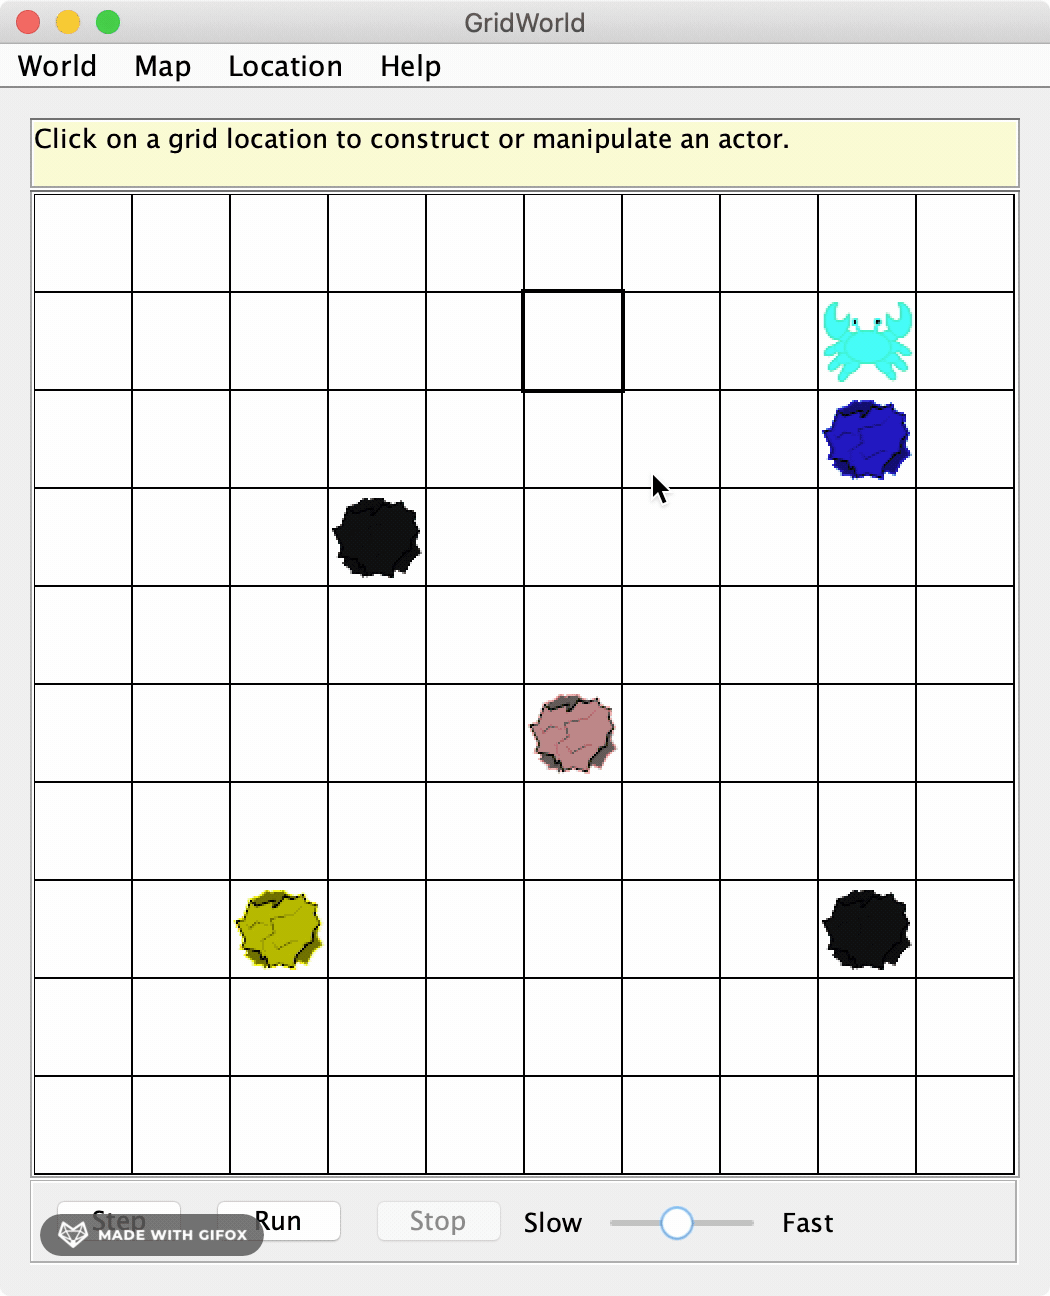 GridWorld
World Map Location Help
Click on a grid location to construct or manipulate an actor.
Step Run Stop Slow Fast
MADE WITH GIFOX